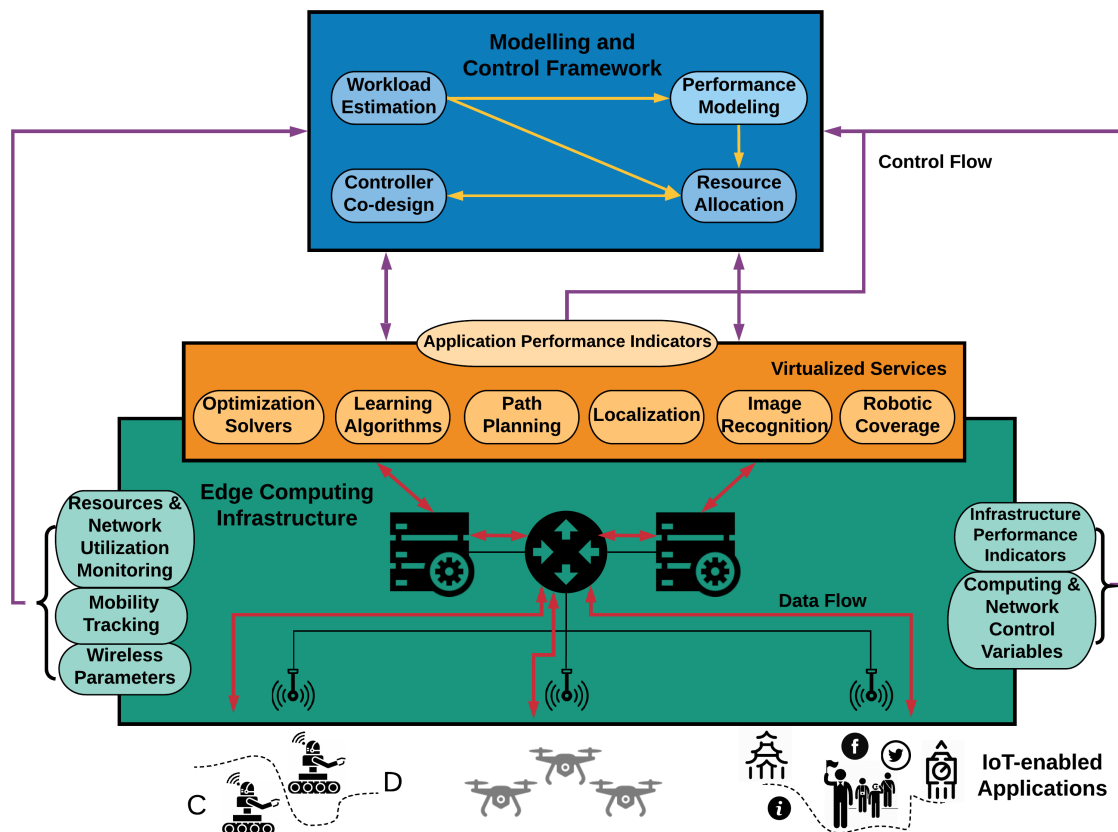 Modelling and
Control Framework
Workload
Estimation
Performance
Modeling
Controller
Co-design
Resource
Allocation
Control Flow
Application Performance Indicators
Virtualized Services
Optimization
Solvers
Learning
Algorithms
Path
Planning
Localization
Image
Recognition
Robotic
Coverage
Edge Computing
Infrastructure
Resources &
Network
Utilization
Monitoring
Mobility
Tracking
Wireless
Parameters
Infrastructure
Performance
Indicators
Computing &
Network
Control
Variables
Data Flow
C
D
f
i
IoT-enabled
Applications